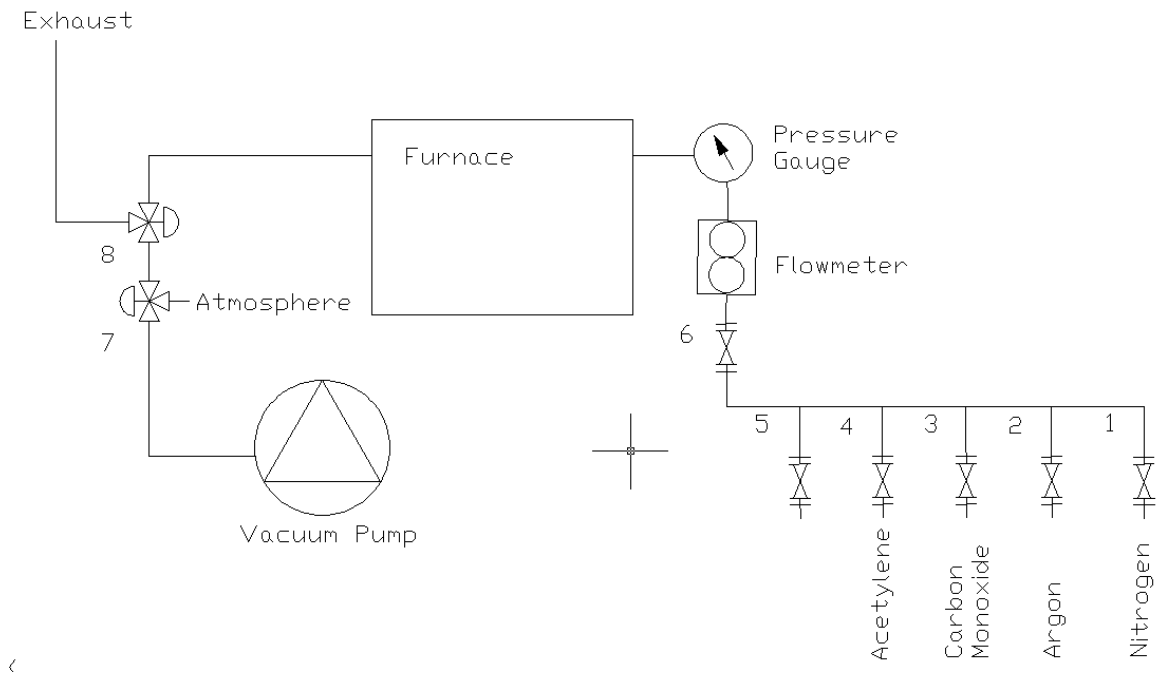 Exhaust
Furnace
Pressure
Gauge
8
Flowmeter
Atmosphere
7
6
5
4
3
2
1
Vacuum Pump
Acetylene
Carbon
Monoxide
Argon
Nitrogen